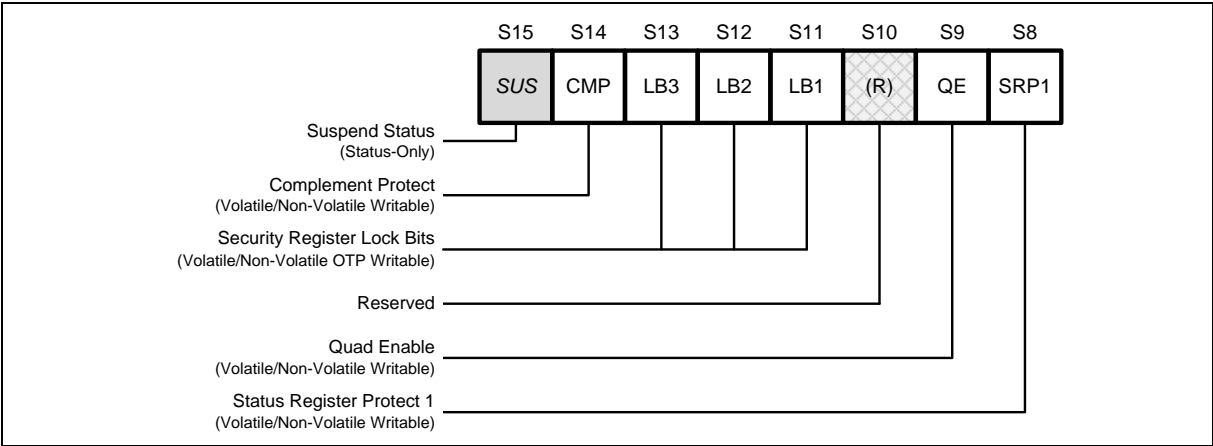 S15 S14 S13 S12 S11 S10 S9 S8
SUS CMP LB3 LB2 LB1 (R) QE SRP1
Suspend Status
(Status-Only)
Complement Protect
(Volatile/Non-Volatile Writable)
Security Register Lock Bits
(Volatile/Non-Volatile OTP Writable)
Reserved
Quad Enable
(Volatile/Non-Volatile Writable)
Status Register Protect 1
(Volatile/Non-Volatile Writable)